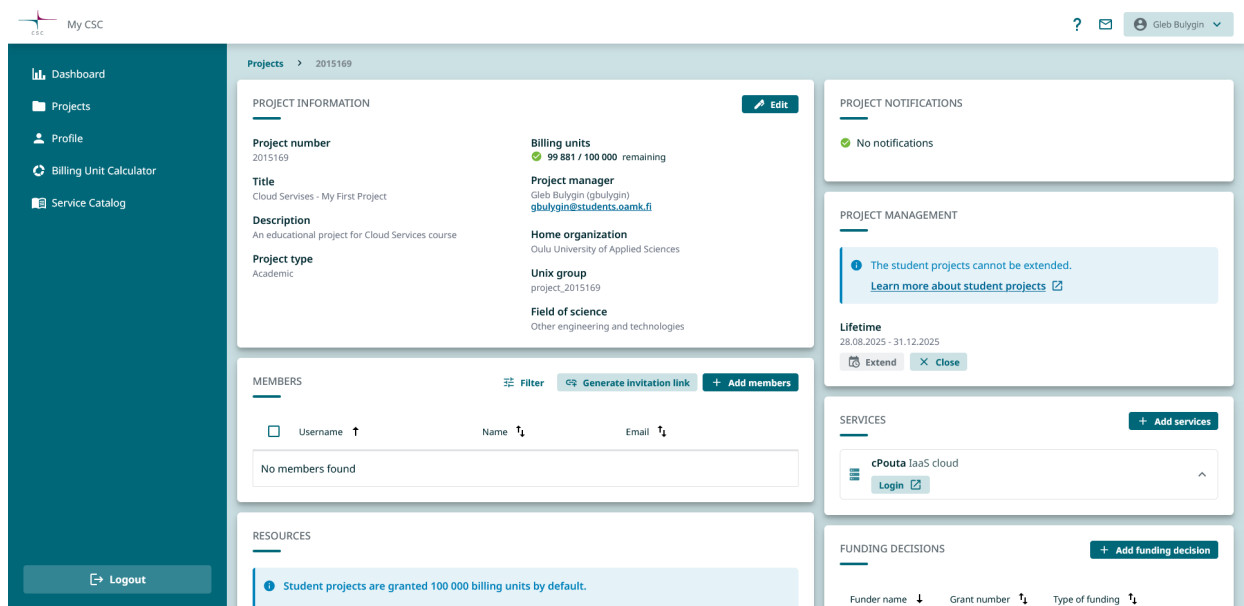 CSC
My CSC
?
Gleb Bulygin
Dashboard
Projects
Profile
Billing Unit Calculator
Service Catalog
Logout
Projects > 2015169
PROJECT INFORMATION
Edit
Project number
2015169
Title
Cloud Servises - My First Project
Description
An educational project for Cloud Services course
Project type
Academic
Billing units
99 881 / 100 000 remaining
Project manager
Gleb Bulygin (gbulygin)
gbulygin@students.oamk.fi
Home organization
Oulu University of Applied Sciences
Unix group
project_2015169
Field of science
Other engineering and technologies
MEMBERS
Filter
Generate invitation link
+ Add members
Username
Name
Email
No members found
RESOURCES
Student projects are granted 100 000 billing units by default.
PROJECT NOTIFICATIONS
No notifications
PROJECT MANAGEMENT
The student projects cannot be extended.
Learn more about student projects
Lifetime
28.08.2025 - 31.12.2025
Extend
Close
SERVICES
+ Add services
cPouta IaaS cloud
Login
FUNDING DECISIONS
+ Add funding decision
Funder name
Grant number
Type of funding